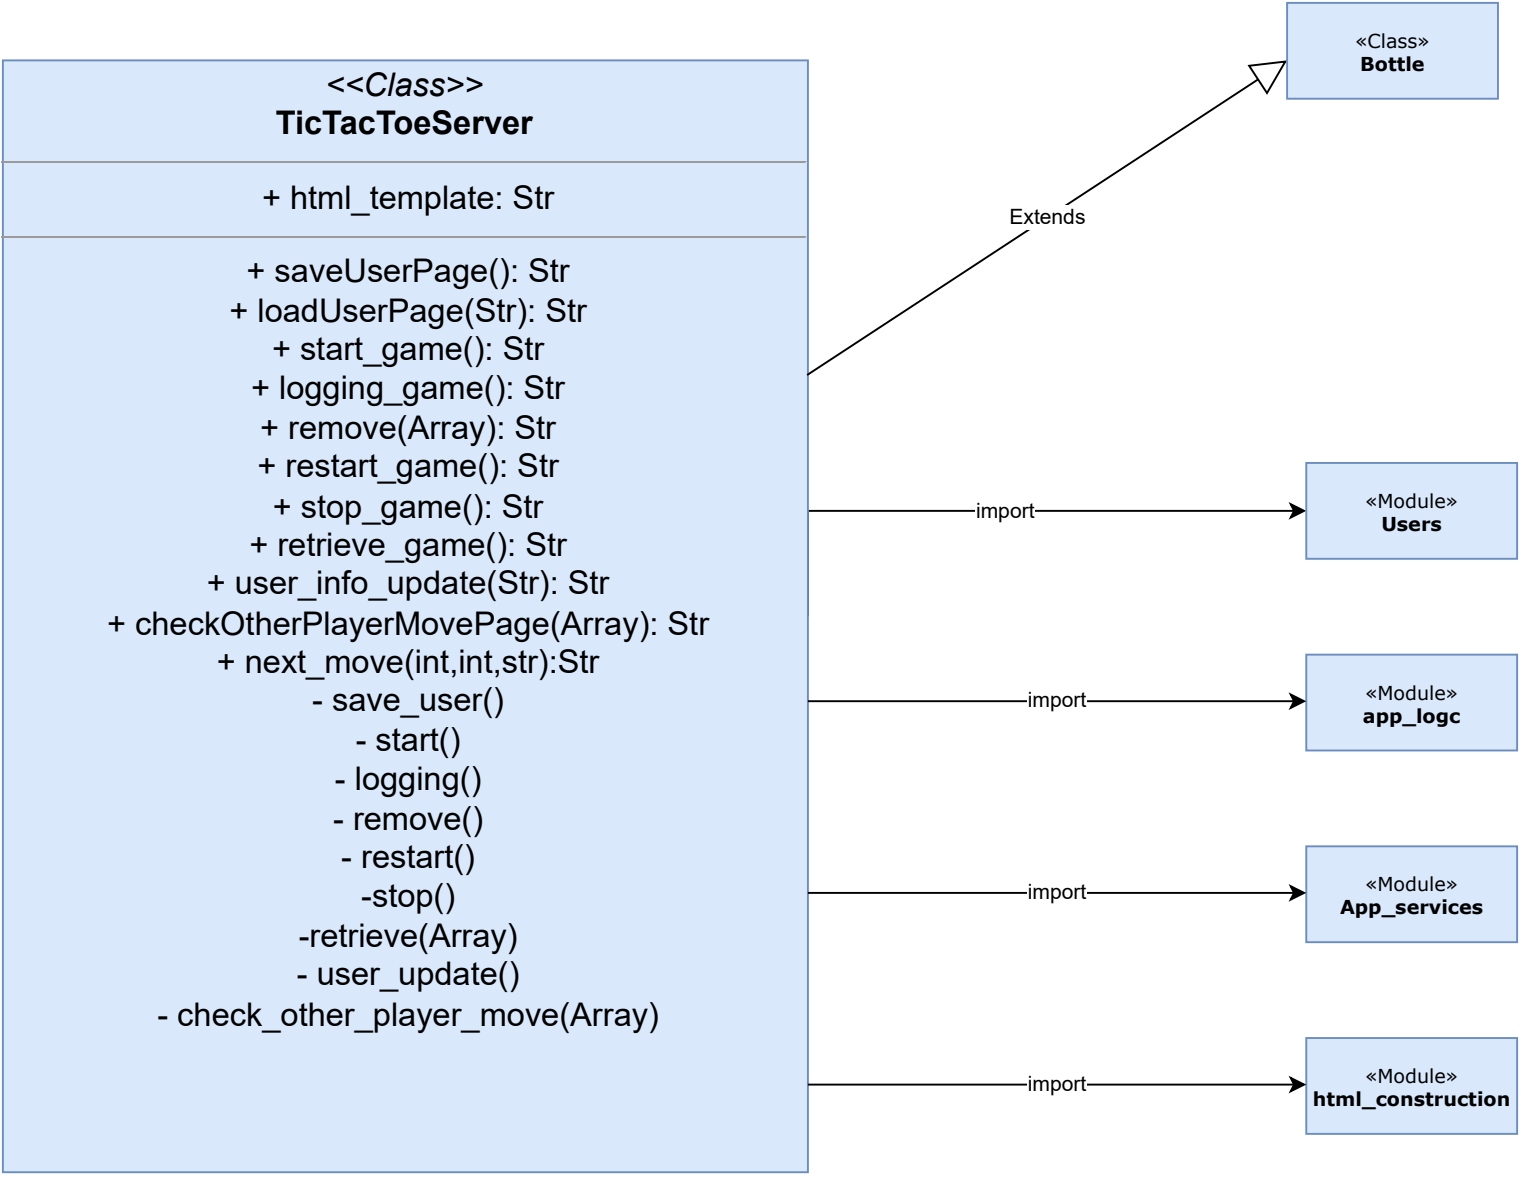 <<Class>>
TicTacToeServer
+ html_template: Str
+ saveUserPage(): Str
+ loadUserPage(Str): Str
+ start_game(): Str
+ logging_game(): Str
+ remove(Array): Str
+ restart_game(): Str
+ stop_game(): Str
+ retrieve_game(): Str
+ user_info_update(Str): Str
+ checkOtherPlayerMovePage(Array): Str
+ next_move(int,int,str):Str
- save_user()
- start()
- logging()
- remove()
- restart()
-stop()
-retrieve(Array)
- user_update()
- check_other_player_move(Array)
Extends
«Class»
Bottle
import
«Module»
Users
import
«Module»
app_logc
import
«Module»
App_services
import
«Module»
html_construction